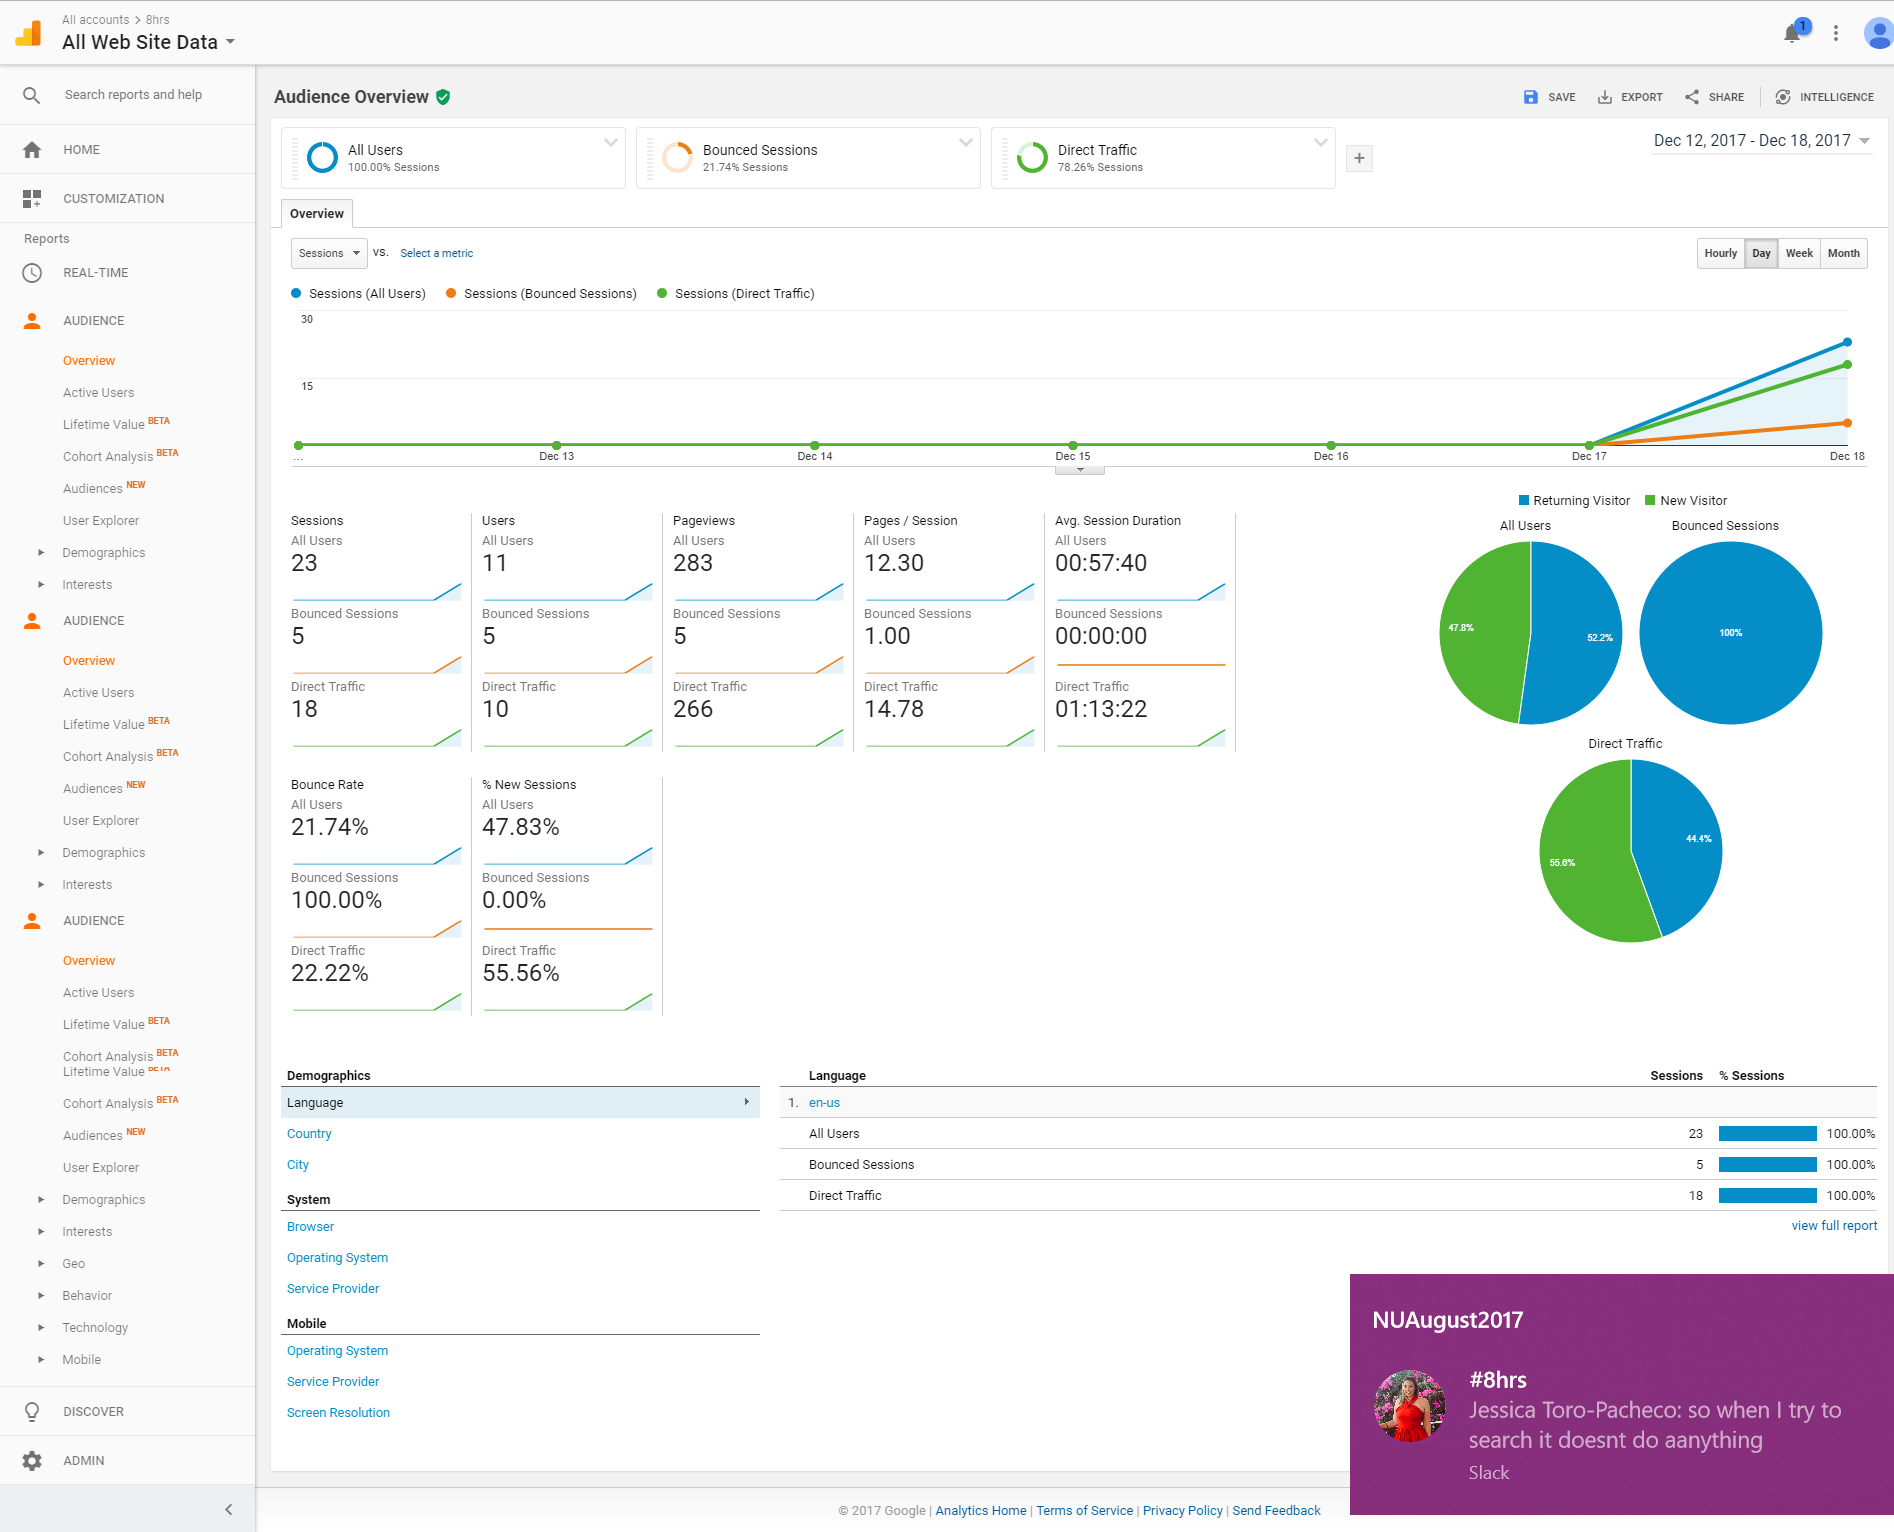 All accounts > 8hrs
All Web Site Data
1
Search reports and help
HOME
CUSTOMIZATION
Reports
REAL-TIME
AUDIENCE
Overview
Active Users
Lifetime Value BETA
Cohort Analysis BETA
Audiences NEW
User Explorer
Demographics
Interests
AUDIENCE
Overview
Active Users
Lifetime Value BETA
Cohort Analysis BETA
Audiences NEW
User Explorer
Demographics
Interests
AUDIENCE
Overview
Active Users
Lifetime Value BETA
Cohort Analysis BETA
Lifetime Value BETA
Cohort Analysis BETA
Audiences NEW
User Explorer
Demographics
Interests
Geo
Behavior
Technology
Mobile
DISCOVER
ADMIN
Audience Overview
SAVE EXPORT SHARE INTELLIGENCE
All Users
100.00% Sessions
Bounced Sessions
21.74% Sessions
Direct Traffic
78.26% Sessions
+
Dec 12, 2017 - Dec 18, 2017
Overview
Sessions vs. Select a metric
Hourly Day Week Month
Sessions (All Users) Sessions (Bounced Sessions) Sessions (Direct Traffic)
30
15
... Dec 13 Dec 14 Dec 15 Dec 16 Dec 17 Dec 18
Sessions
All Users
23
Bounced Sessions
5
Direct Traffic
18
Users
All Users
11
Bounced Sessions
5
Direct Traffic
10
Pageviews
All Users
283
Bounced Sessions
5
Direct Traffic
266
Pages / Session
All Users
12.30
Bounced Sessions
1.00
Direct Traffic
14.78
Avg. Session Duration
All Users
00:57:40
Bounced Sessions
00:00:00
Direct Traffic
01:13:22
Bounce Rate
All Users
21.74%
Bounced Sessions
100.00%
Direct Traffic
22.22%
% New Sessions
All Users
47.83%
Bounced Sessions
0.00%
Direct Traffic
55.56%
Returning Visitor New Visitor
All Users
47.8% 52.2%
Bounced Sessions
100%
Direct Traffic
55.6% 44.4%
Demographics
Language
Country
City
System
Browser
Operating System
Service Provider
Mobile
Operating System
Service Provider
Screen Resolution
Language Sessions % Sessions
1. en-us
All Users 23 100.00%
Bounced Sessions 5 100.00%
Direct Traffic 18 100.00%
view full report
NUAugust2017
#8hrs
Jessica Toro-Pacheco: so when I try to
search it doesnt do aanything
Slack
© 2017 Google | Analytics Home | Terms of Service | Privacy Policy | Send Feedback